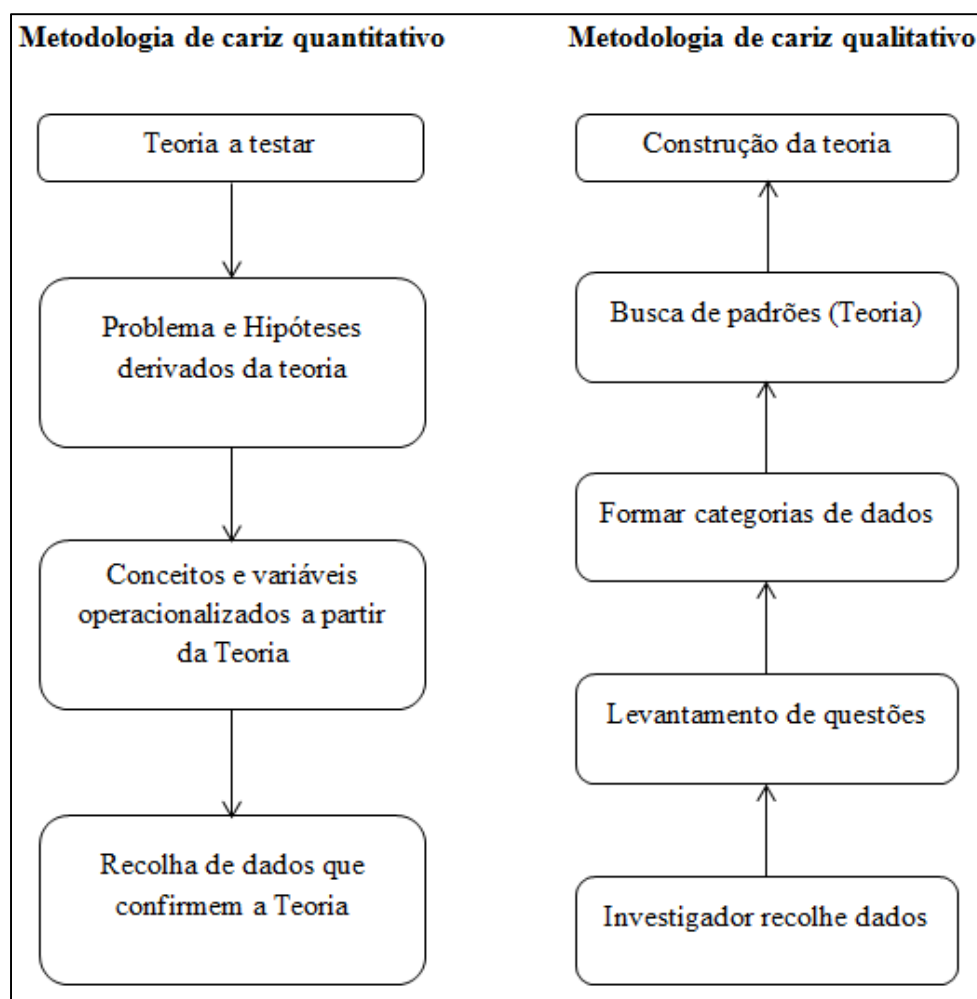 Metodologia de cariz quantitativo
Teoria a testar
Problema e Hipóteses
derivados da teoria
Conceitos e variáveis
operacionalizados a partir
da Teoria
Recolha de dados que
confirmem a Teoria
Metodologia de cariz qualitativo
Construção da teoria
Busca de padrões (Teoria)
Formar categorias de dados
Levantamento de questões
Investigador recolhe dados